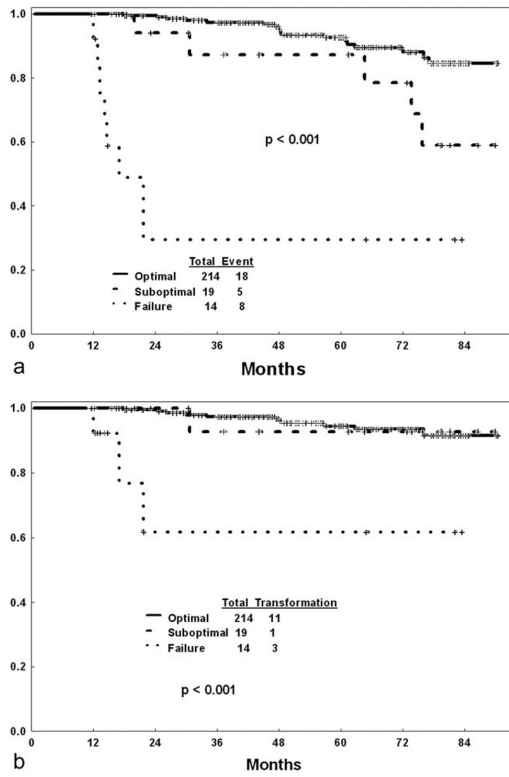 1.0
0.8
0.6
0.4
0.2
0.0
p < 0.001
Total Event
Optimal 214 18
Suboptimal 19 5
Failure 14 8
0 12 24 36 48 60 72 84
a
Months
1.0
0.8
0.6
0.4
0.2
0.0
Total Transformation
Optimal 214 11
Suboptimal 19 1
Failure 14 3
p < 0.001
0 12 24 36 48 60 72 84
b
Months